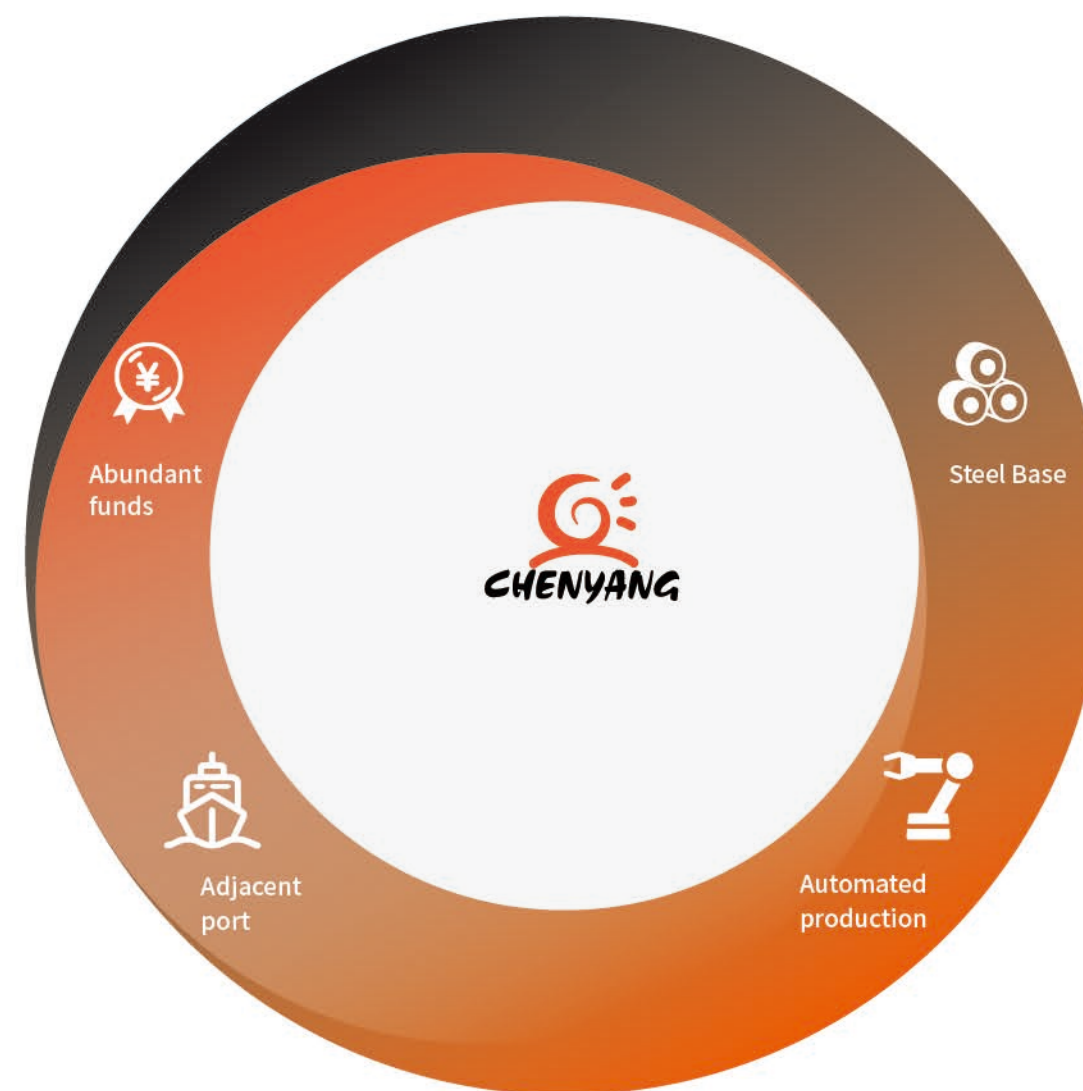 Abundant
funds
Steel Base
CHENYANG
Adjacent
port
Automated
production